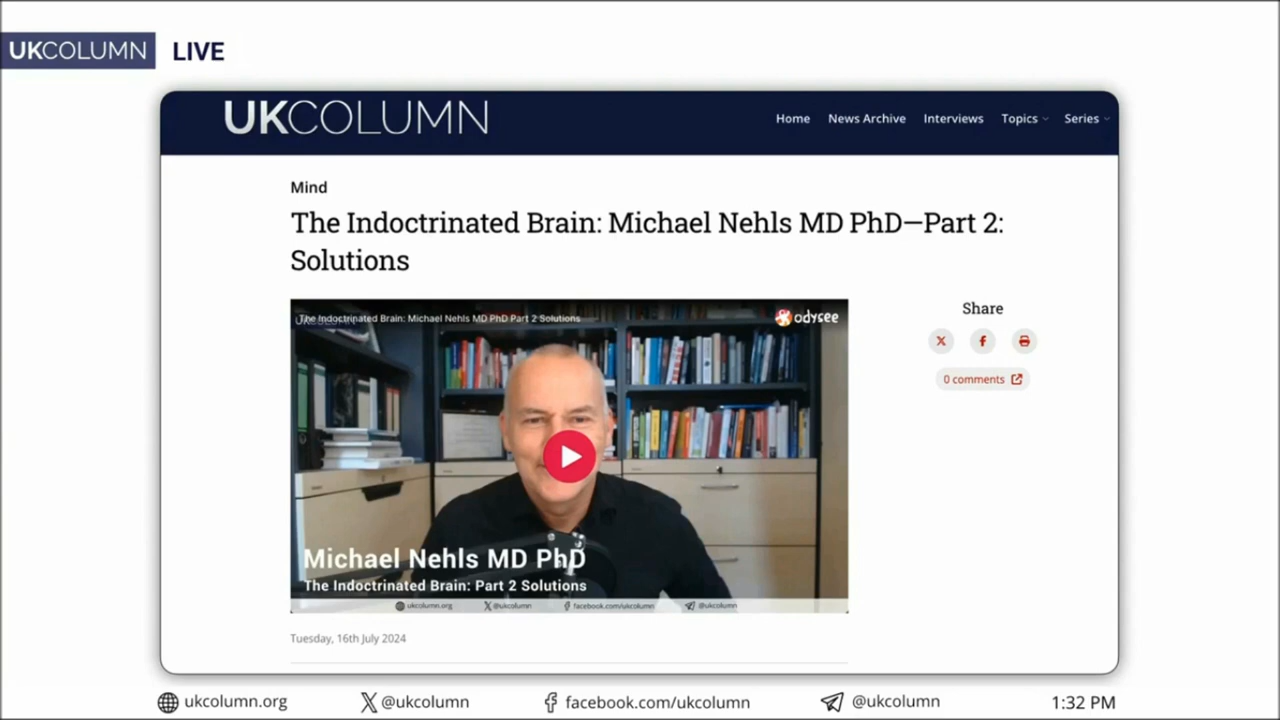 UKCOLUMN LIVE
UKCOLUMN
Home News Archive Interviews Topics Series
Mind
The Indoctrinated Brain: Michael Nehls MD PhD—Part 2:
Solutions
The Indoctrinated Brain: Michael Nehls MD PhD Part 2 Solutions
UKCOLUMN
odysee
Michael Nehls MD PhD
The Indoctrinated Brain: Part 2 Solutions
ukcolumn.org @ukcolumn facebook.com/ukcolumn @ukcolumn
Share
0 comments
Tuesday, 16th July 2024
ukcolumn.org @ukcolumn facebook.com/ukcolumn @ukcolumn 1:32 PM